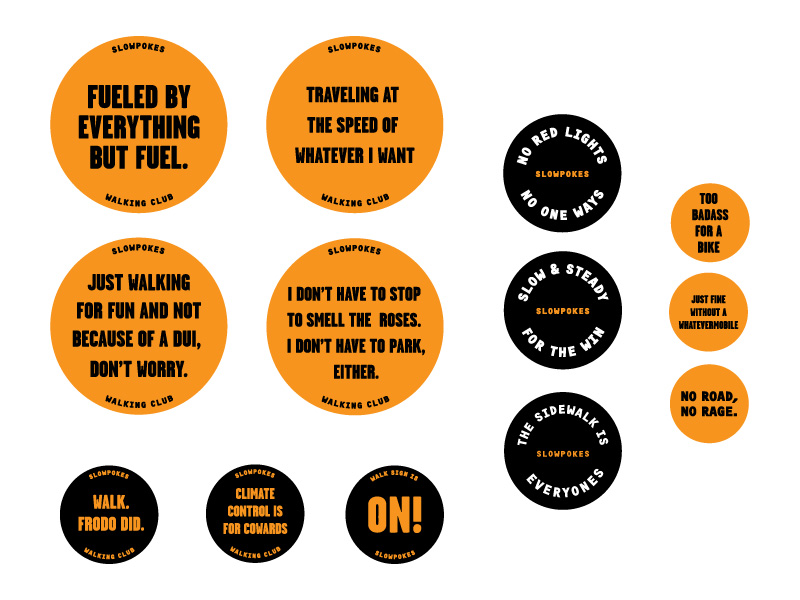 SLOWPOKES
FUELED BY
EVERYTHING
BUT FUEL.
WALKING CLUB
SLOWPOKES
TRAVELING AT
THE SPEED OF
WHATEVER I WANT
WALKING CLUB
SLOWPOKES
JUST WALKING
FOR FUN AND NOT
BECAUSE OF A DUI,
DON'T WORRY.
WALKING CLUB
SLOWPOKES
I DON'T HAVE TO STOP
TO SMELL THE ROSES.
I DON'T HAVE TO PARK,
EITHER.
WALKING CLUB
SLOWPOKES
WALK.
FRODO DID.
WALKING CLUB
SLOWPOKES
CLIMATE
CONTROL IS
FOR COWARDS
WALKING CLUB
WALK SIGN IS
ON!
SLOWPOKES
NO RED LIGHTS
SLOWPOKES
NO ONE WAYS
SLOW & STEADY
SLOWPOKES
FOR THE WIN
THE SIDEWALK IS
SLOWPOKES
EVERYONES
TOO
BADASS
FOR A
BIKE
JUST FINE
WITHOUT A
WHATEVERMOBILE
NO ROAD,
NO RAGE.